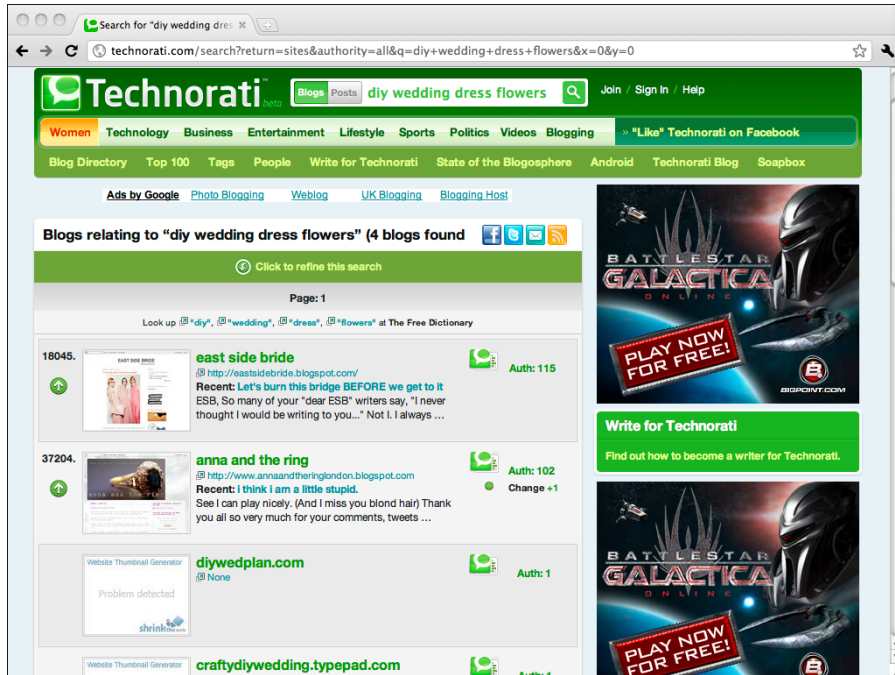 Search for "diy wedding dres
technorati.com/search?return=sites&authority=all&q=diy+wedding+dress+flowers&x=0&y=0
Technorati™ beta
Blogs Posts diy wedding dress flowers
Join / Sign In / Help
Women Technology Business Entertainment Lifestyle Sports Politics Videos Blogging
» "Like" Technorati on Facebook
Blog Directory Top 100 Tags People Write for Technorati State of the Blogosphere Android Technorati Blog Soapbox
Ads by Google Photo Blogging Weblog UK Blogging Blogging Host
Blogs relating to “diy wedding dress flowers” (4 blogs found
Click to refine this search
Page: 1
Look up "diy", "wedding", "dress", "flowers" at The Free Dictionary
18045.
EAST SIDE BRIDE
east side bride
http://eastsidebride.blogspot.com/
Recent: Let's burn this bridge BEFORE we get to it
ESB, So many of your "dear ESB" writers say, "I never
thought I would be writing to you..." Not I. I always ...
Auth: 115
37204.
anna and the ring
http://www.annaandtheringlondon.blogspot.com
Recent: i think i am a little stupid.
See I can play nicely. (And I miss you blond hair) Thank
you all so very much for your comments, tweets ...
Auth: 102
Change +1
Website Thumbnail Generator
Problem detected
shrinktheweb
diywedplan.com
None
Auth: 1
Website Thumbnail Generator
craftydiywedding.typepad.com
Auth: 1
BATTLESTAR
GALACTICA
ONLINE
PLAY NOW
FOR FREE!
BIGPOINT.COM
Write for Technorati
Find out how to become a writer for Technorati.
BATTLESTAR
GALACTICA
ONLINE
PLAY NOW
FOR FREE!